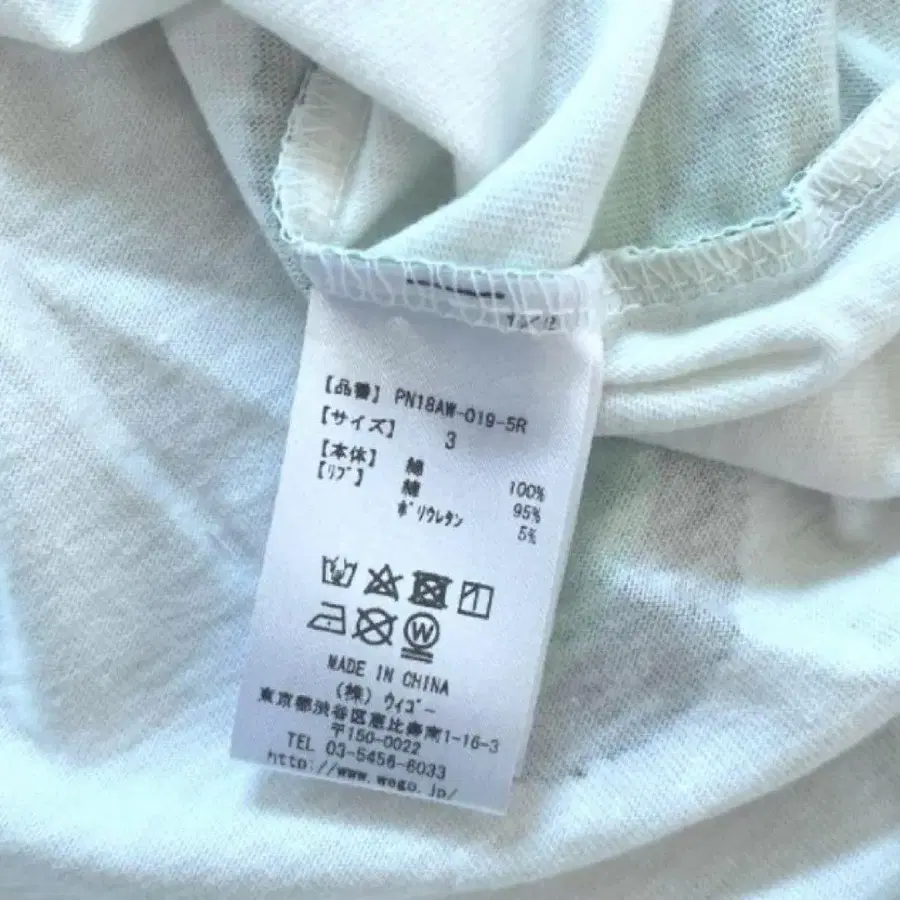 【品番】 PN18AW-019-5R
【サイズ】 3
【本体】 綿 100%
【リブ】 綿 95%
ポリウレタン 5%
W
MADE IN CHINA
(株) ウイゴー
東京都渋谷区恵比寿南1-16-3
〒150-0022
TEL 03-5456-6033
http://www.wego.jp/